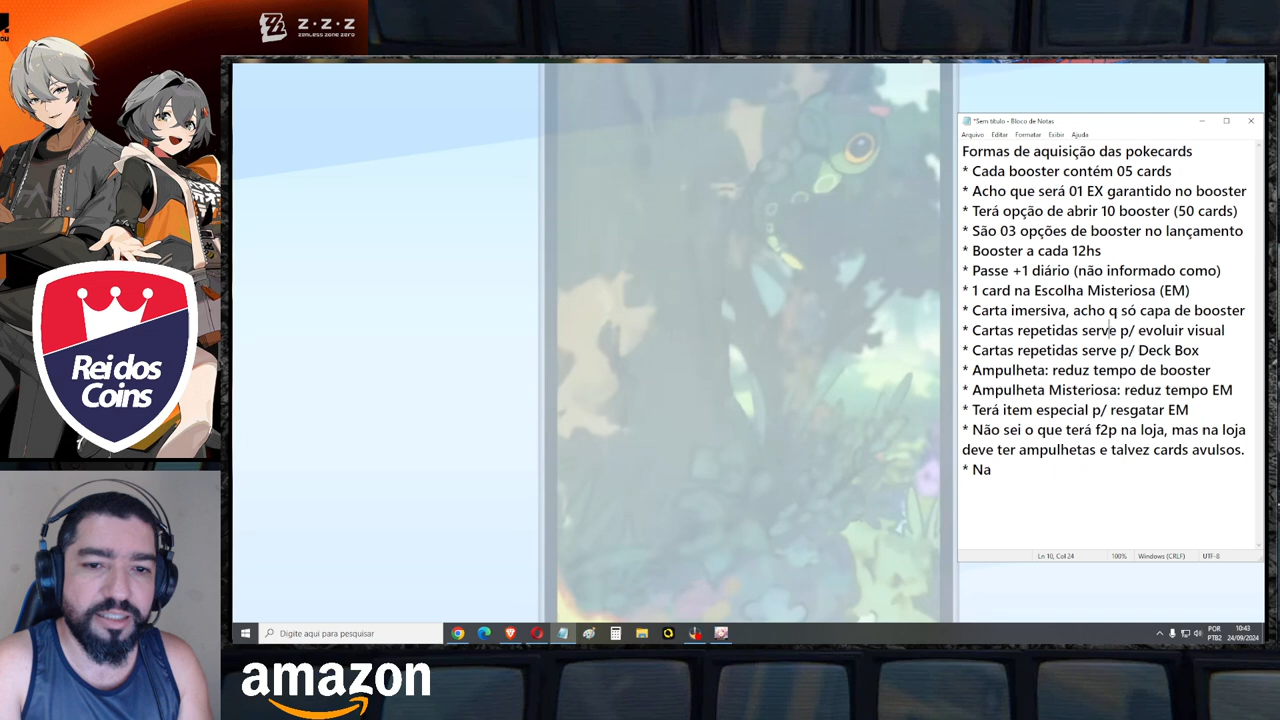 Z·Z·Z
ZENLESS ZONE ZERO
*Sem título - Bloco de Notas
Arquivo Editar Formatar Exibir Ajuda
Formas de aquisição das pokecards
* Cada booster contém 05 cards
* Acho que será 01 EX garantido no booster
* Terá opção de abrir 10 booster (50 cards)
* São 03 opções de booster no lançamento
* Booster a cada 12hs
* Passe +1 diário (não informado como)
* 1 card na Escolha Misteriosa (EM)
* Carta imersiva, acho q só capa de booster
* Cartas repetidas serve p/ evoluir visual
* Cartas repetidas serve p/ Deck Box
* Ampulheta: reduz tempo de booster
* Ampulheta Misteriosa: reduz tempo EM
* Terá item especial p/ resgatar EM
* Não sei o que terá f2p na loja, mas na loja
deve ter ampulhetas e talvez cards avulsos.
* Na
Ln 10, Col 24 100% Windows (CRLF) UTF-8
Rei dos
Coins
Digite aqui para pesquisar
POR
PTB2
10:43
24/09/2024
amazon